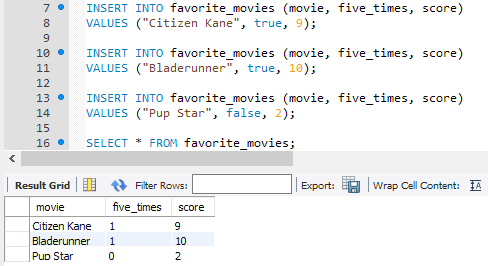 7 INSERT INTO favorite_movies (movie, five_times, score)
8 VALUES ("Citizen Kane", true, 9);
9
10 INSERT INTO favorite_movies (movie, five_times, score)
11 VALUES ("Bladerunner", true, 10);
12
13 INSERT INTO favorite_movies (movie, five_times, score)
14 VALUES ("Pup Star", false, 2);
15
16 SELECT * FROM favorite_movies;
Result Grid Filter Rows: Export: Wrap Cell Content: IA
movie five_times score
Citizen Kane 1 9
Bladerunner 1 10
Pup Star 0 2